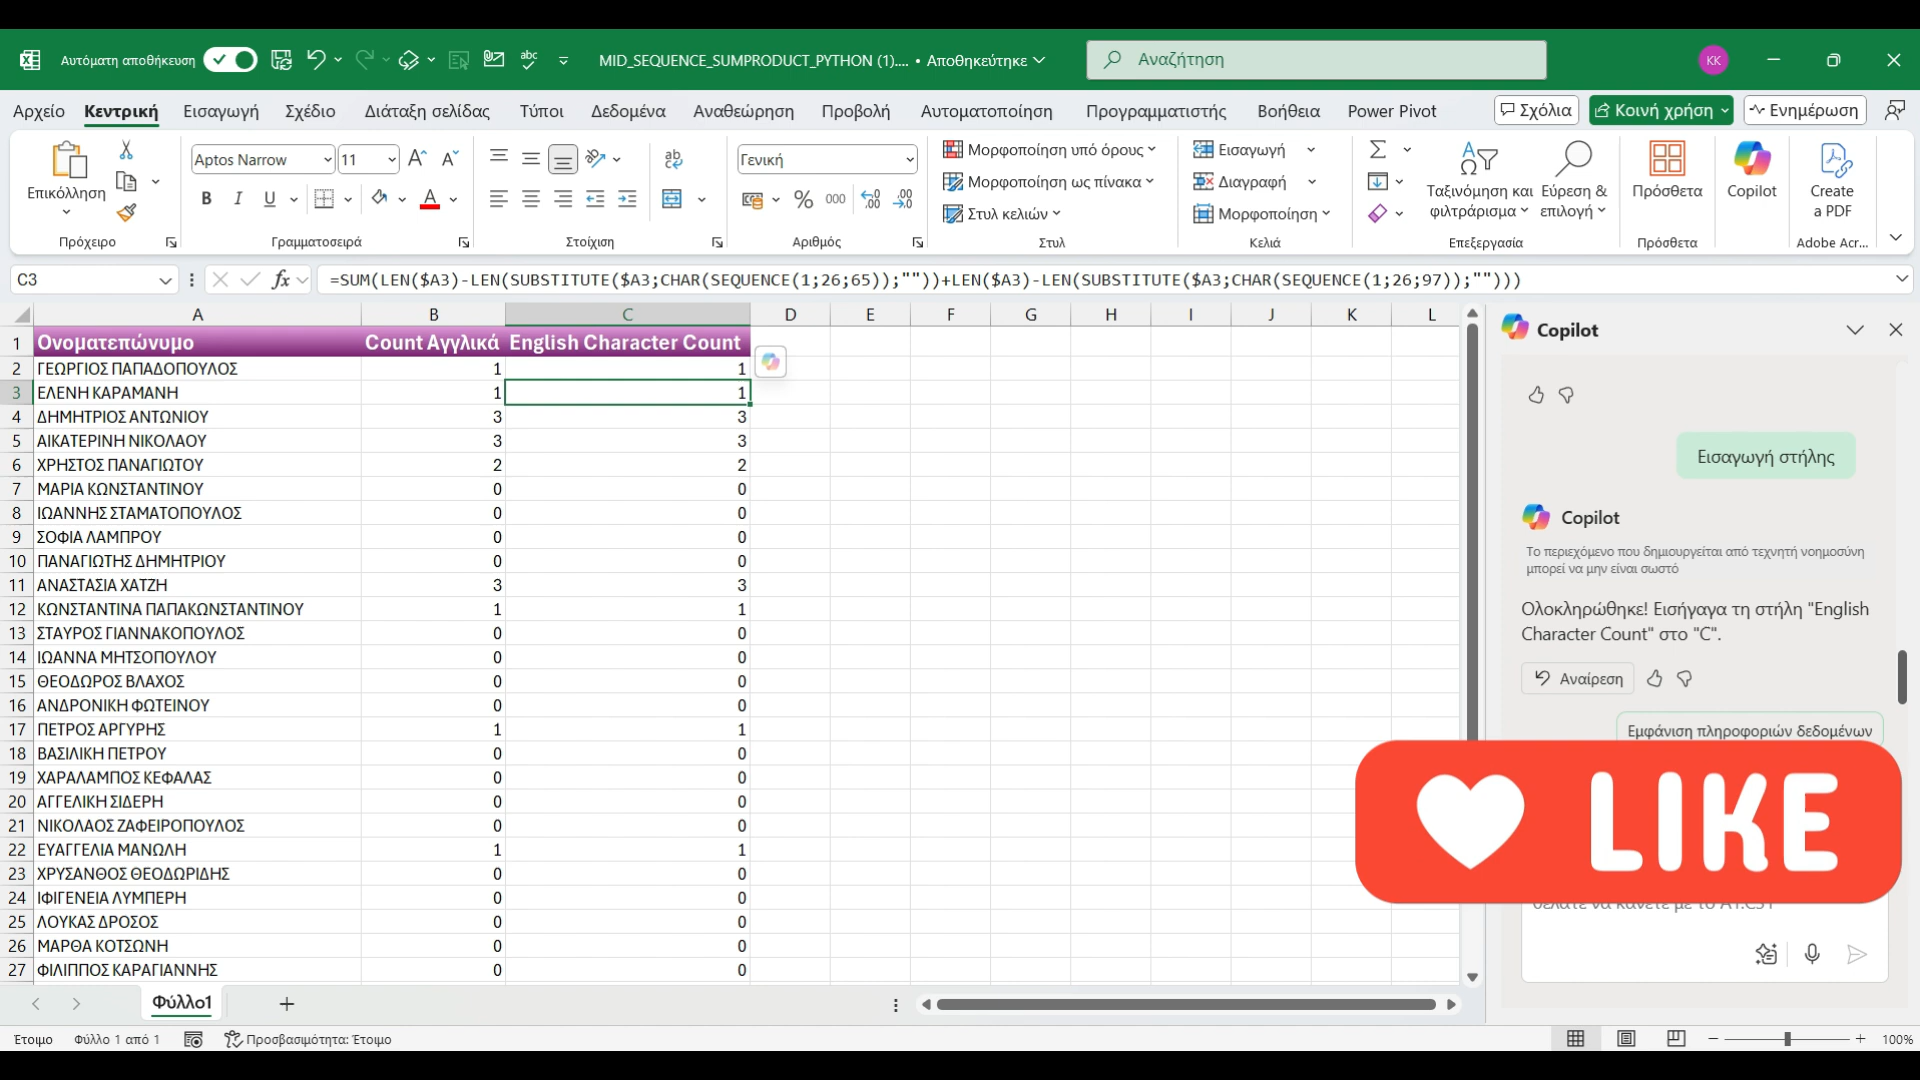 Αυτόματη αποθήκευση
MID_SEQUENCE_SUMPRODUCT_PYTHON (1).... • Αποθηκεύτηκε
Αναζήτηση
KK
Αρχείο Κεντρική Εισαγωγή Σχέδιο Διάταξη σελίδας Τύποι Δεδομένα Αναθεώρηση Προβολή Αυτοματοποίηση Προγραμματιστής Βοήθεια Power Pivot
Σχόλια Κοινή χρήση Ενημέρωση
Επικόλληση
Πρόχειρο
Aptos Narrow 11
B I U
Γραμματοσειρά
ab
Στοίχιση
Γενική
% 000
Αριθμός
Μορφοποίηση υπό όρους
Μορφοποίηση ως πίνακα
Στυλ κελιών
Στυλ
Εισαγωγή
Διαγραφή
Μορφοποίηση
Κελιά
Ταξινόμηση και φιλτράρισμα
Εύρεση & επιλογή
Επεξεργασία
Πρόσθετα
Πρόσθετα
Copilot
Create a PDF
Adobe Acr...
C3
fx =SUM(LEN($A3)-LEN(SUBSTITUTE($A3;CHAR(SEQUENCE(1;26;65));""))+LEN($A3)-LEN(SUBSTITUTE($A3;CHAR(SEQUENCE(1;26;97));"")))
A B C D E F G H I J K L
1 Ονοματεπώνυμο Count Αγγλικά English Character Count
2 ΓΕΩΡΓΙΟΣ ΠΑΠΑΔΟΠΟΥΛΟΣ 1 1
3 ΕΛΕΝΗ ΚΑΡΑΜΑΝΗ 1 1
4 ΔΗΜΗΤΡΙΟΣ ΑΝΤΩΝΙΟΥ 3 3
5 ΑΙΚΑΤΕΡΙΝΗ ΝΙΚΟΛΑΟΥ 3 3
6 ΧΡΗΣΤΟΣ ΠΑΝΑΓΙΩΤΟΥ 2 2
7 ΜΑΡΙΑ ΚΩΝΣΤΑΝΤΙΝΟΥ 0 0
8 ΙΩΑΝΝΗΣ ΣΤΑΜΑΤΟΠΟΥΛΟΣ 0 0
9 ΣΟΦΙΑ ΛΑΜΠΡΟΥ 0 0
10 ΠΑΝΑΓΙΩΤΗΣ ΔΗΜΗΤΡΙΟΥ 0 0
11 ΑΝΑΣΤΑΣΙΑ ΧΑΤΖΗ 3 3
12 ΚΩΝΣΤΑΝΤΙΝΑ ΠΑΠΑΚΩΝΣΤΑΝΤΙΝΟΥ 1 1
13 ΣΤΑΥΡΟΣ ΓΙΑΝΝΑΚΟΠΟΥΛΟΣ 0 0
14 ΙΩΑΝΝΑ ΜΗΤΣΟΠΟΥΛΟΥ 0 0
15 ΘΕΟΔΩΡΟΣ ΒΛΑΧΟΣ 0 0
16 ΑΝΔΡΟΝΙΚΗ ΦΩΤΕΙΝΟΥ 0 0
17 ΠΕΤΡΟΣ ΑΡΓΥΡΗΣ 1 1
18 ΒΑΣΙΛΙΚΗ ΠΕΤΡΟΥ 0 0
19 ΧΑΡΑΛΑΜΠΟΣ ΚΕΦΑΛΑΣ 0 0
20 ΑΓΓΕΛΙΚΗ ΣΙΔΕΡΗ 0 0
21 ΝΙΚΟΛΑΟΣ ΖΑΦΕΙΡΟΠΟΥΛΟΣ 0 0
22 ΕΥΑΓΓΕΛΙΑ ΜΑΝΩΛΗ 1 1
23 ΧΡΥΣΑΝΘΟΣ ΘΕΟΔΩΡΙΔΗΣ 0 0
24 ΙΦΙΓΕΝΕΙΑ ΛΥΜΠΕΡΗ 0 0
25 ΛΟΥΚΑΣ ΔΡΟΣΟΣ 0 0
26 ΜΑΡΘΑ ΚΟΤΣΩΝΗ 0 0
27 ΦΙΛΙΠΠΟΣ ΚΑΡΑΓΙΑΝΝΗΣ 0 0
Copilot
Εισαγωγή στήλης
Copilot
Το περιεχόμενο που δημιουργείται από τεχνητή νοημοσύνη
μπορεί να μην είναι σωστό
Ολοκληρώθηκε! Εισήγαγα τη στήλη "English
Character Count" στο "C".
Αναίρεση
Εμφάνιση πληροφοριών δεδομένων
LIKE
Φύλλο1
Έτοιμο Φύλλο 1 από 1 Προσβασιμότητα: Έτοιμο
100%